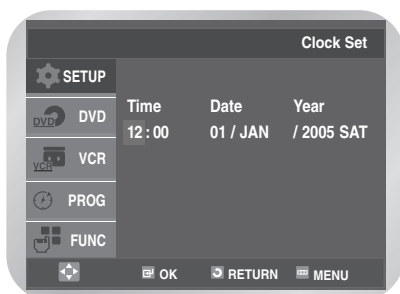 Clock Set
SETUP
DVD DVD
VCR VCR
PROG
FUNC
Time Date Year
12 : 00 01 / JAN / 2005 SAT
OK RETURN MENU